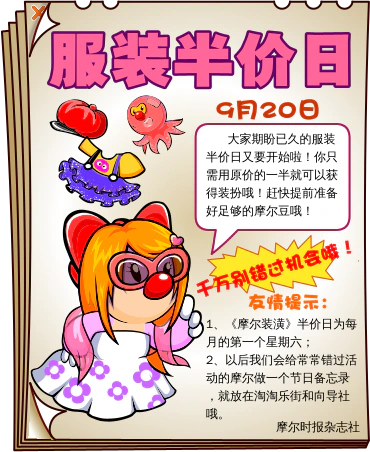 服装半价日
9月20日
大家期盼已久的服装
半价日又要开始啦！你只
需用原价的一半就可以获
得装扮哦！赶快提前准备
好足够的摩尔豆哦！
千万别错过机会哦！
友情提示：
1、《摩尔装潢》半价日为每
月的第一个星期六；
2、以后我们会给常常错过活
动的摩尔做一个节日备忘录
，就放在淘淘乐街和向导社
哦。
摩尔时报杂志社